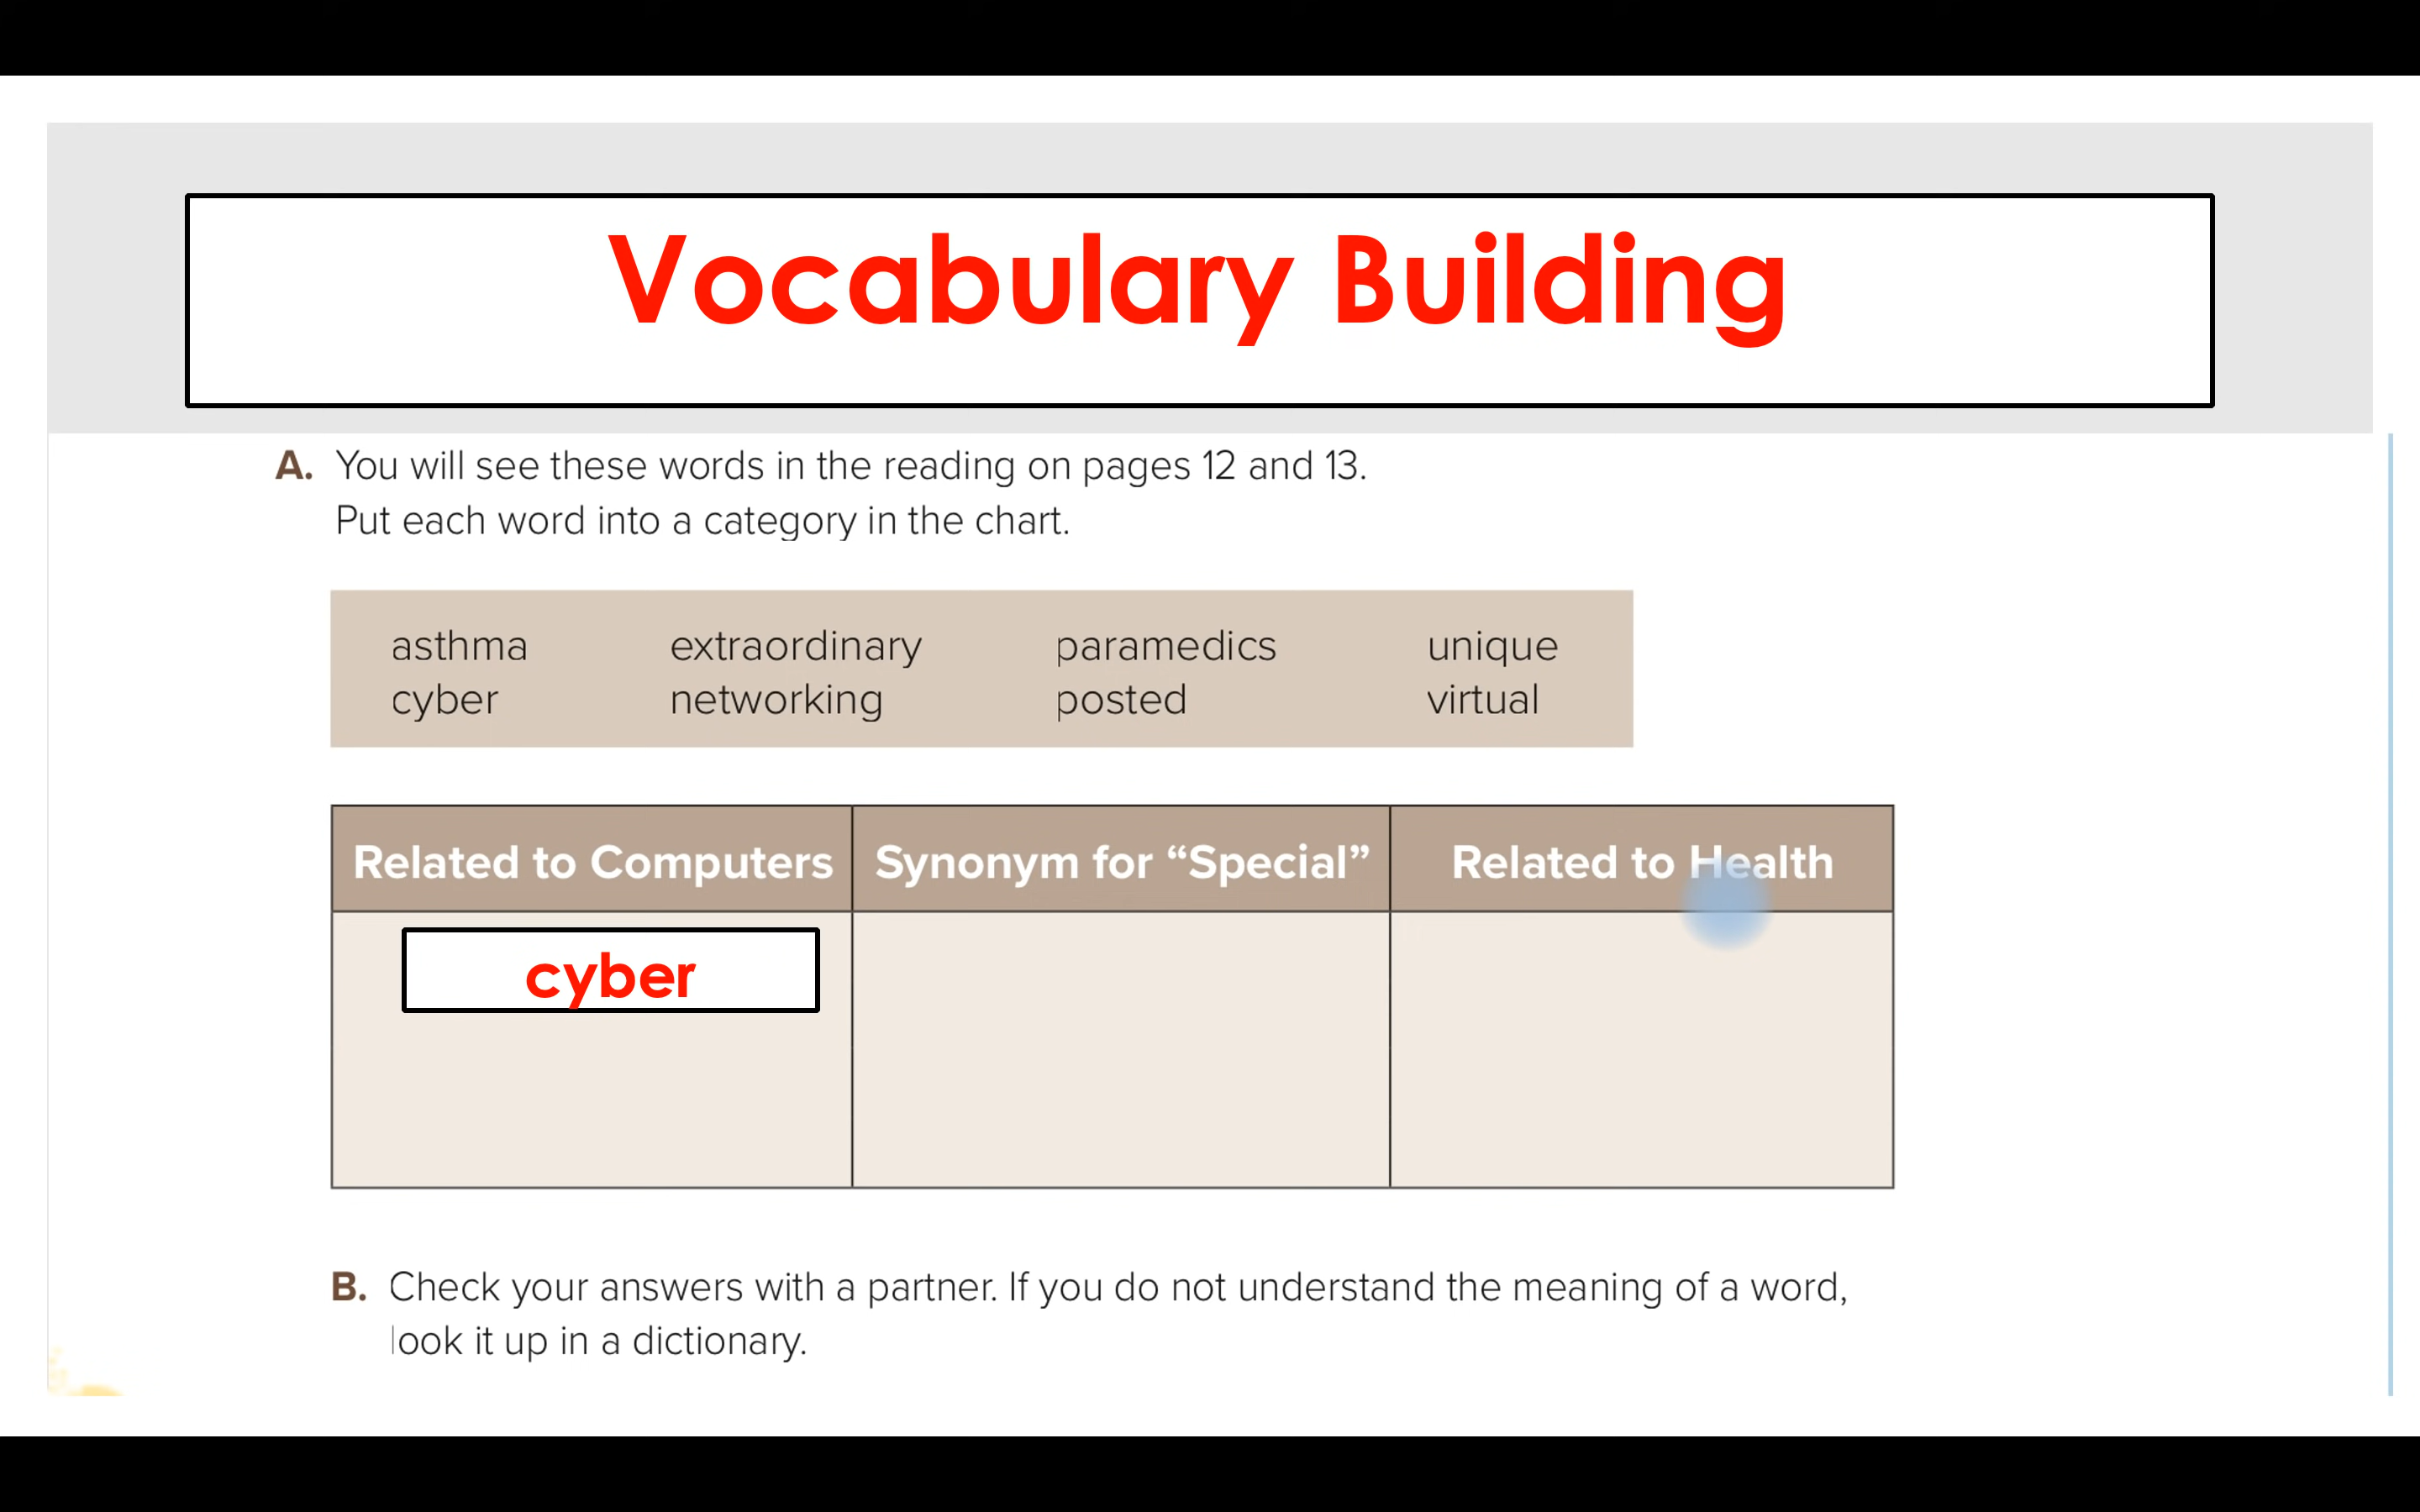 Vocabulary Building
A. You will see these words in the reading on pages 12 and 13.
Put each word into a category in the chart.
asthma extraordinary paramedics unique
cyber networking posted virtual
Related to Computers Synonym for “Special” Related to Health
cyber
B. Check your answers with a partner. If you do not understand the meaning of a word,
look it up in a dictionary.